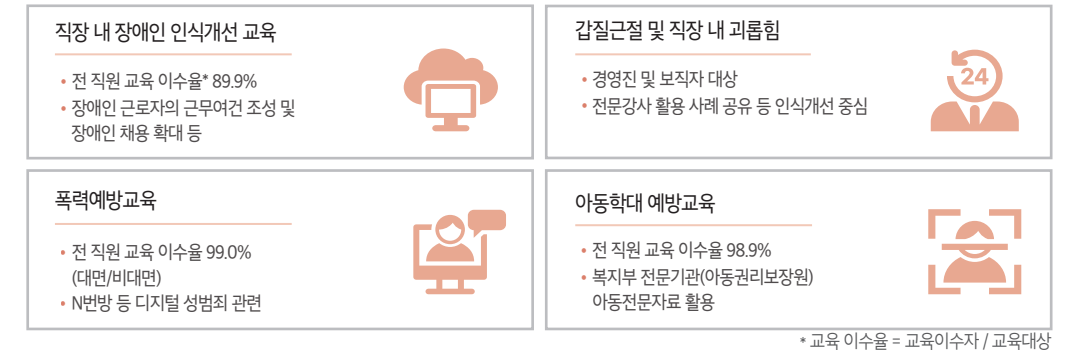 직장 내 장애인 인식개선 교육
• 전 직원 교육 이수율* 89.9%
• 장애인 근로자의 근무여건 조성 및
장애인 채용 확대 등
갑질근절 및 직장 내 괴롭힘
• 경영진 및 보직자 대상
• 전문강사 활용 사례 공유 등 인식개선 중심
24
폭력예방교육
• 전 직원 교육 이수율 99.0%
(대면/비대면)
• N번방 등 디지털 성범죄 관련
아동학대 예방교육
• 전 직원 교육 이수율 98.9%
• 복지부 전문기관(아동권리보장원)
아동전문자료 활용
* 교육 이수율 = 교육이수자 / 교육대상